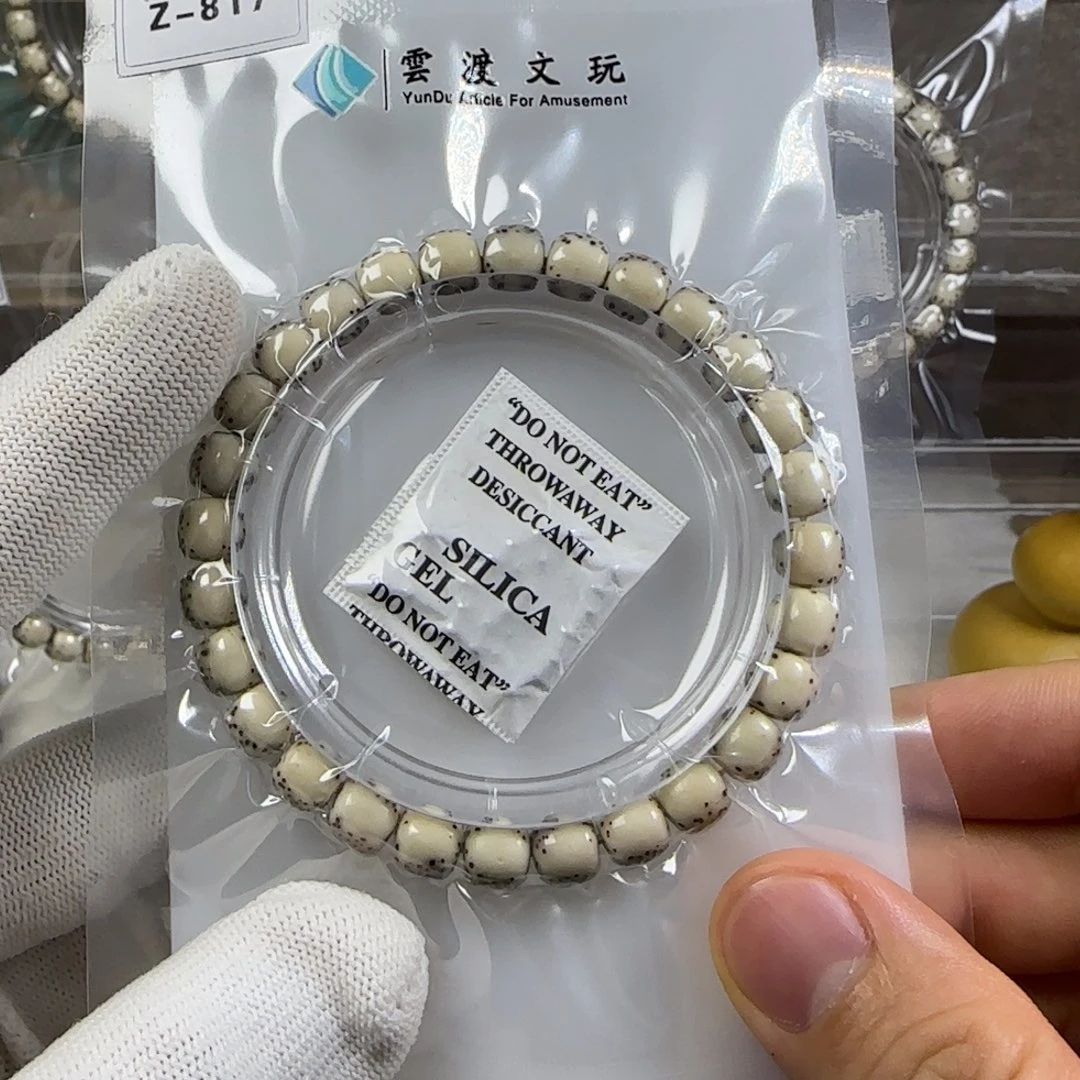 Z-817
雲渡文玩
YunDu Article For Amusement
"DO NOT EAT"
THROWAWAY
DESICCANT
SILICA
GEL
"DO NOT EAT"
THROWAWAY